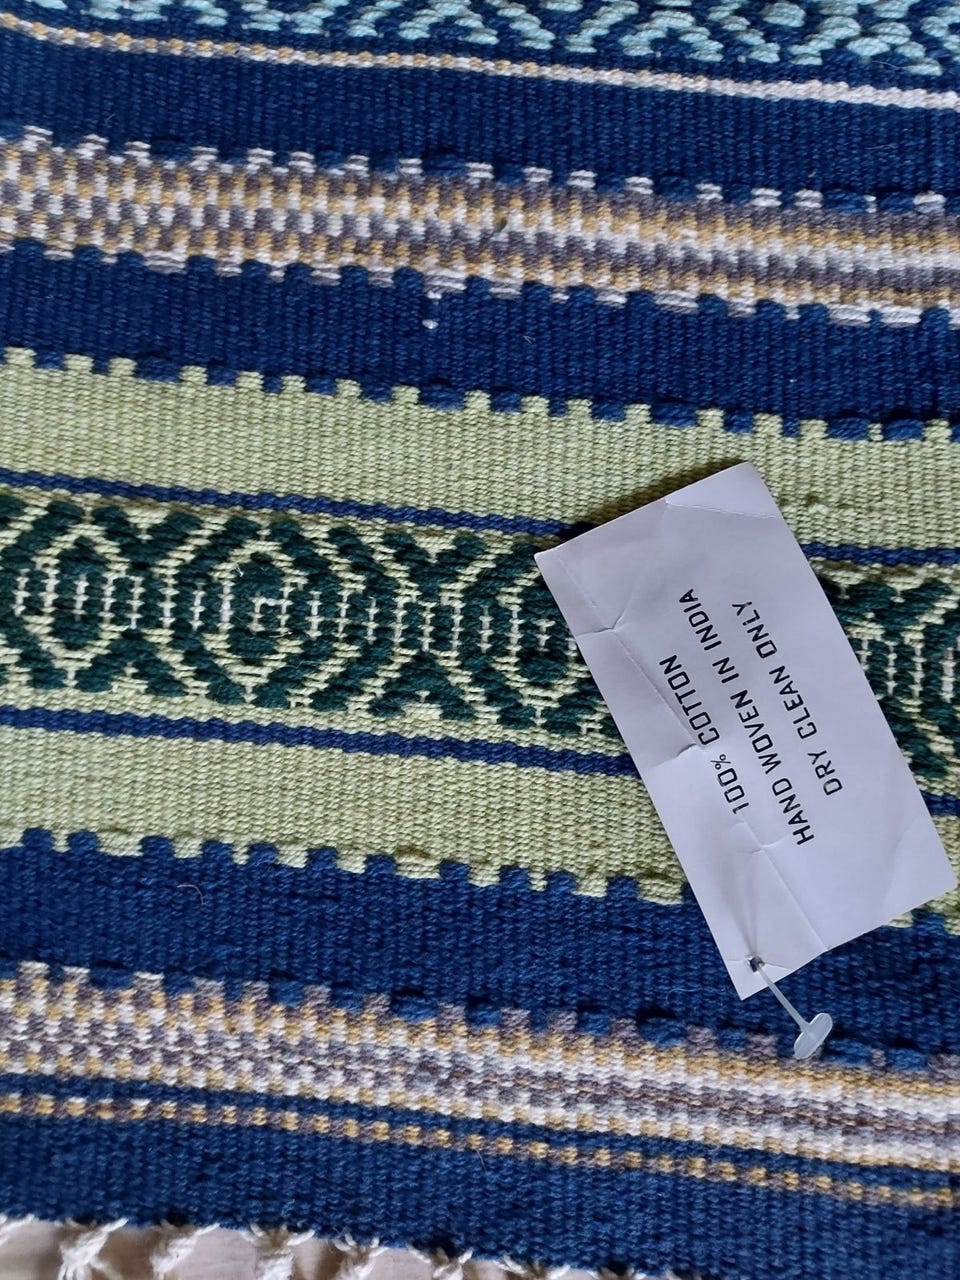 100% COTTON
HAND WOVEN IN INDIA
DRY CLEAN ONLY